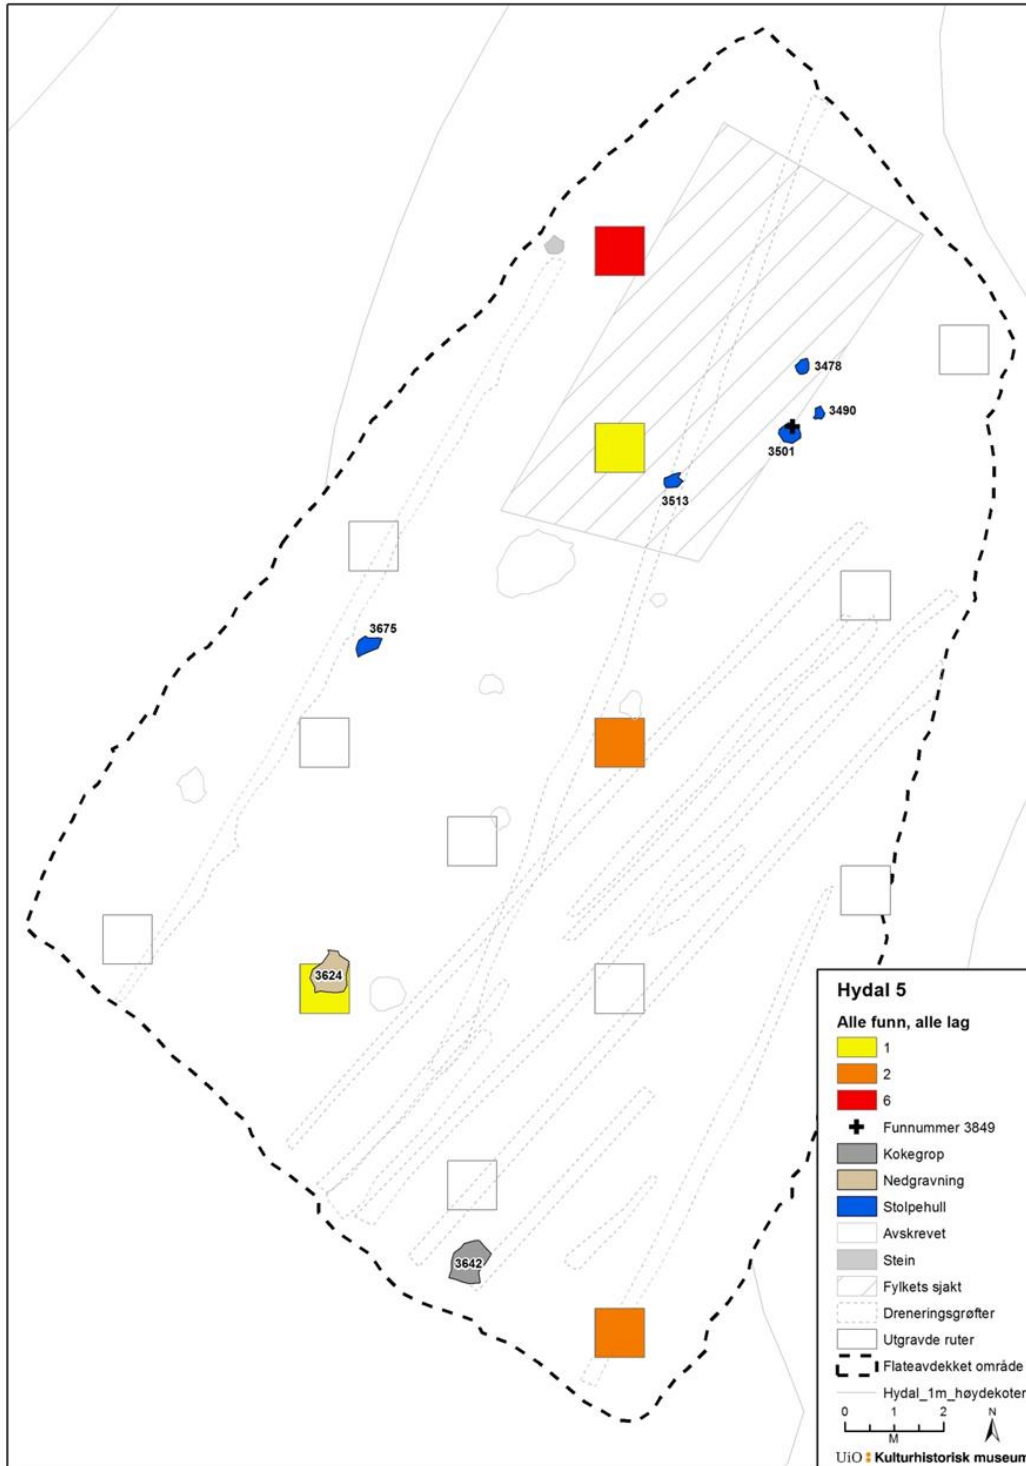 3478
3490
3501
3513
3675
3624
3642
Hydal 5
Alle funn, alle lag
1
2
6
Funnummer 3849
Kokegrop
Nedgravning
Stolpehull
Avskrevet
Stein
Fylkets sjakt
Dreneringsgrøfter
Utgravde ruter
Flateavdekket område
Hydal_1m_høydekoter
0 1 2 N
M
UiO Kulturhistorisk museum